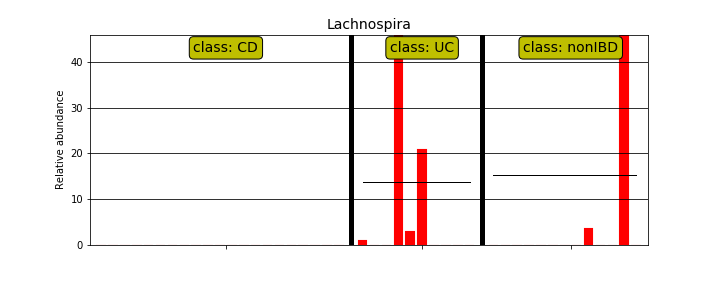 Lachnospira
class: CD
class: UC
class: nonIBD
Relative abundance
40
30
20
10
0